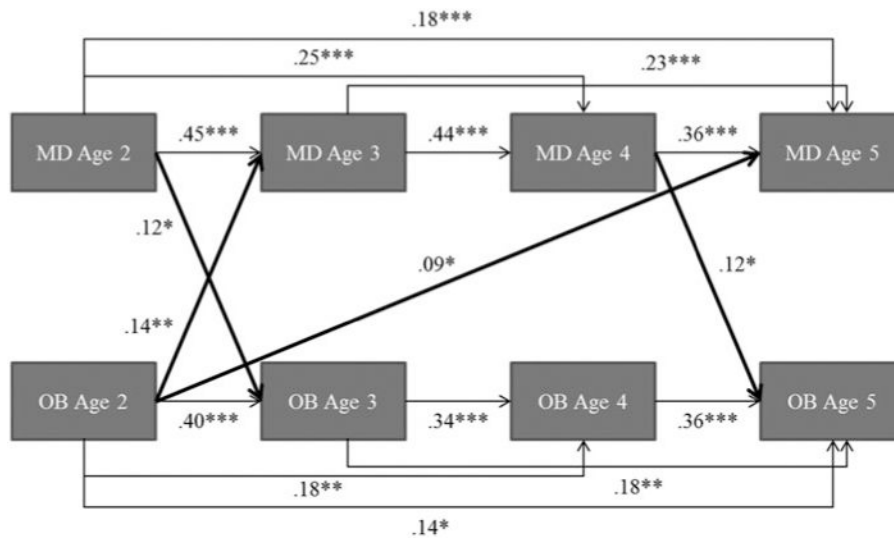 .18***
.25***
.23***
MD Age 2
.45***
MD Age 3
.44***
MD Age 4
.36***
MD Age 5
.12*
.09*
.12*
.14**
OB Age 2
.40***
OB Age 3
.34***
OB Age 4
.36***
OB Age 5
.18**
.18**
.14*